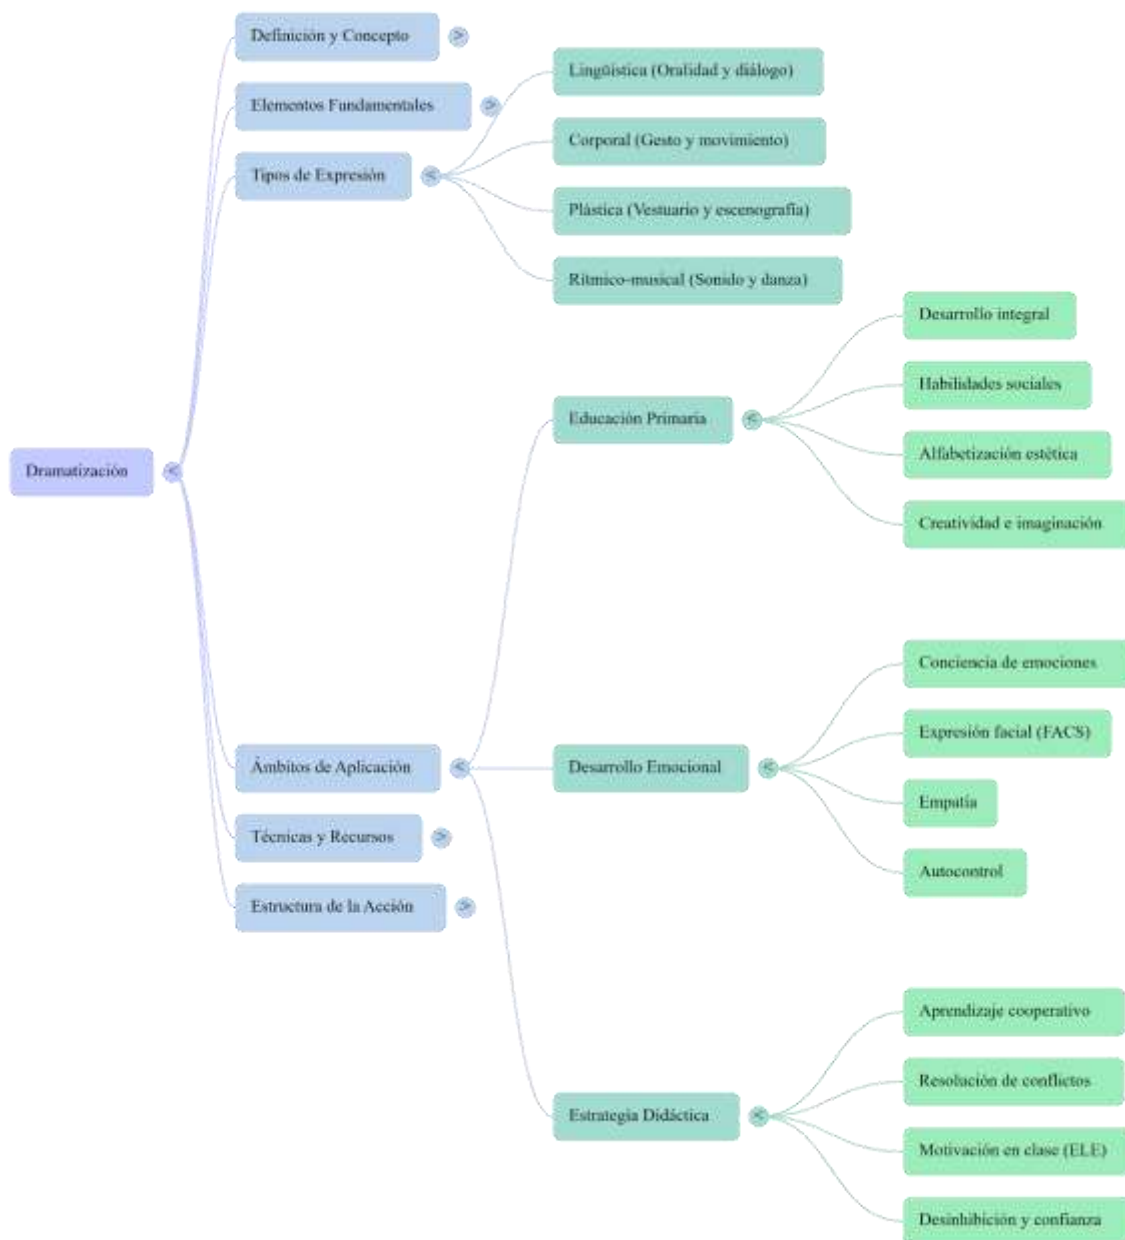 Dramatización
Definición y Concepto
Elementos Fundamentales
Tipos de Expresión
Lingüística (Oralidad y diálogo)
Corporal (Gesto y movimiento)
Plástica (Vestuario y escenografía)
Rítmico-musical (Sonido y danza)
Ámbitos de Aplicación
Educación Primaria
Desarrollo integral
Habilidades sociales
Alfabetización estética
Creatividad e imaginación
Desarrollo Emocional
Conciencia de emociones
Expresión facial (FACS)
Empatía
Autocontrol
Estrategia Didáctica
Aprendizaje cooperativo
Resolución de conflictos
Motivación en clase (ELE)
Desinhibición y confianza
Técnicas y Recursos
Estructura de la Acción